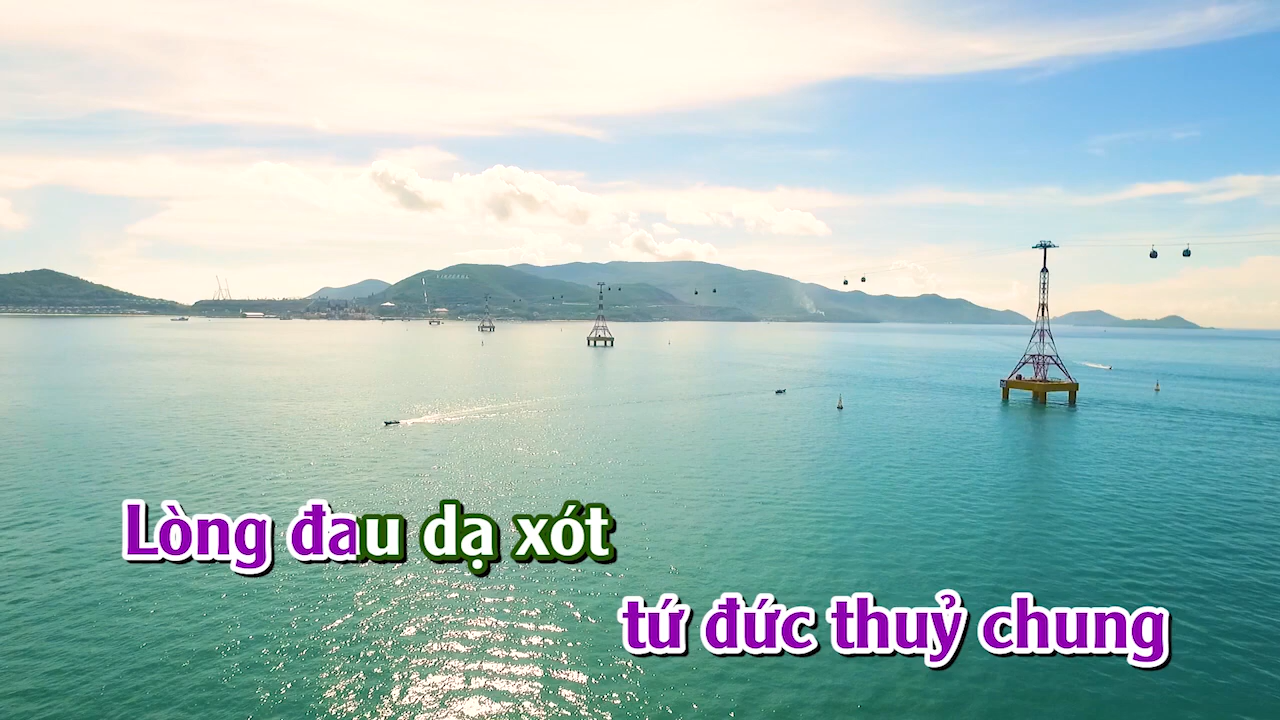 Lòng đau dạ xót
tứ đức thuỷ chung